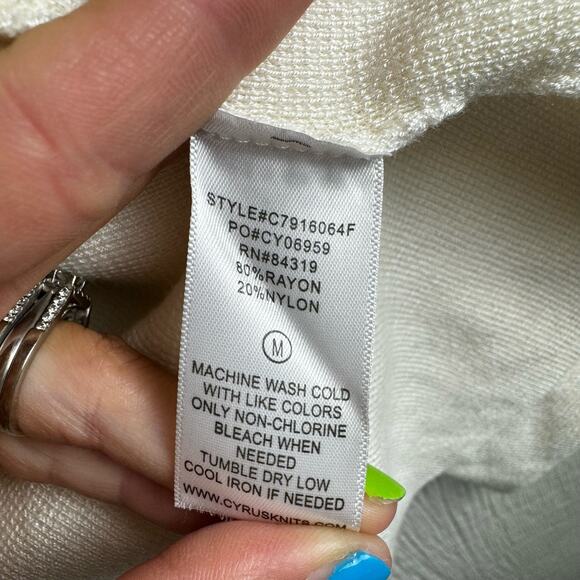 STYLE#C7916064F
PO#CY06959
RN#84319
80%RAYON
20%NYLON
M
MACHINE WASH COLD
WITH LIKE COLORS
ONLY NON-CHLORINE
BLEACH WHEN
NEEDED
TUMBLE DRY LOW
COOL IRON IF NEEDED
WWW.CYRUSKNITS.COM